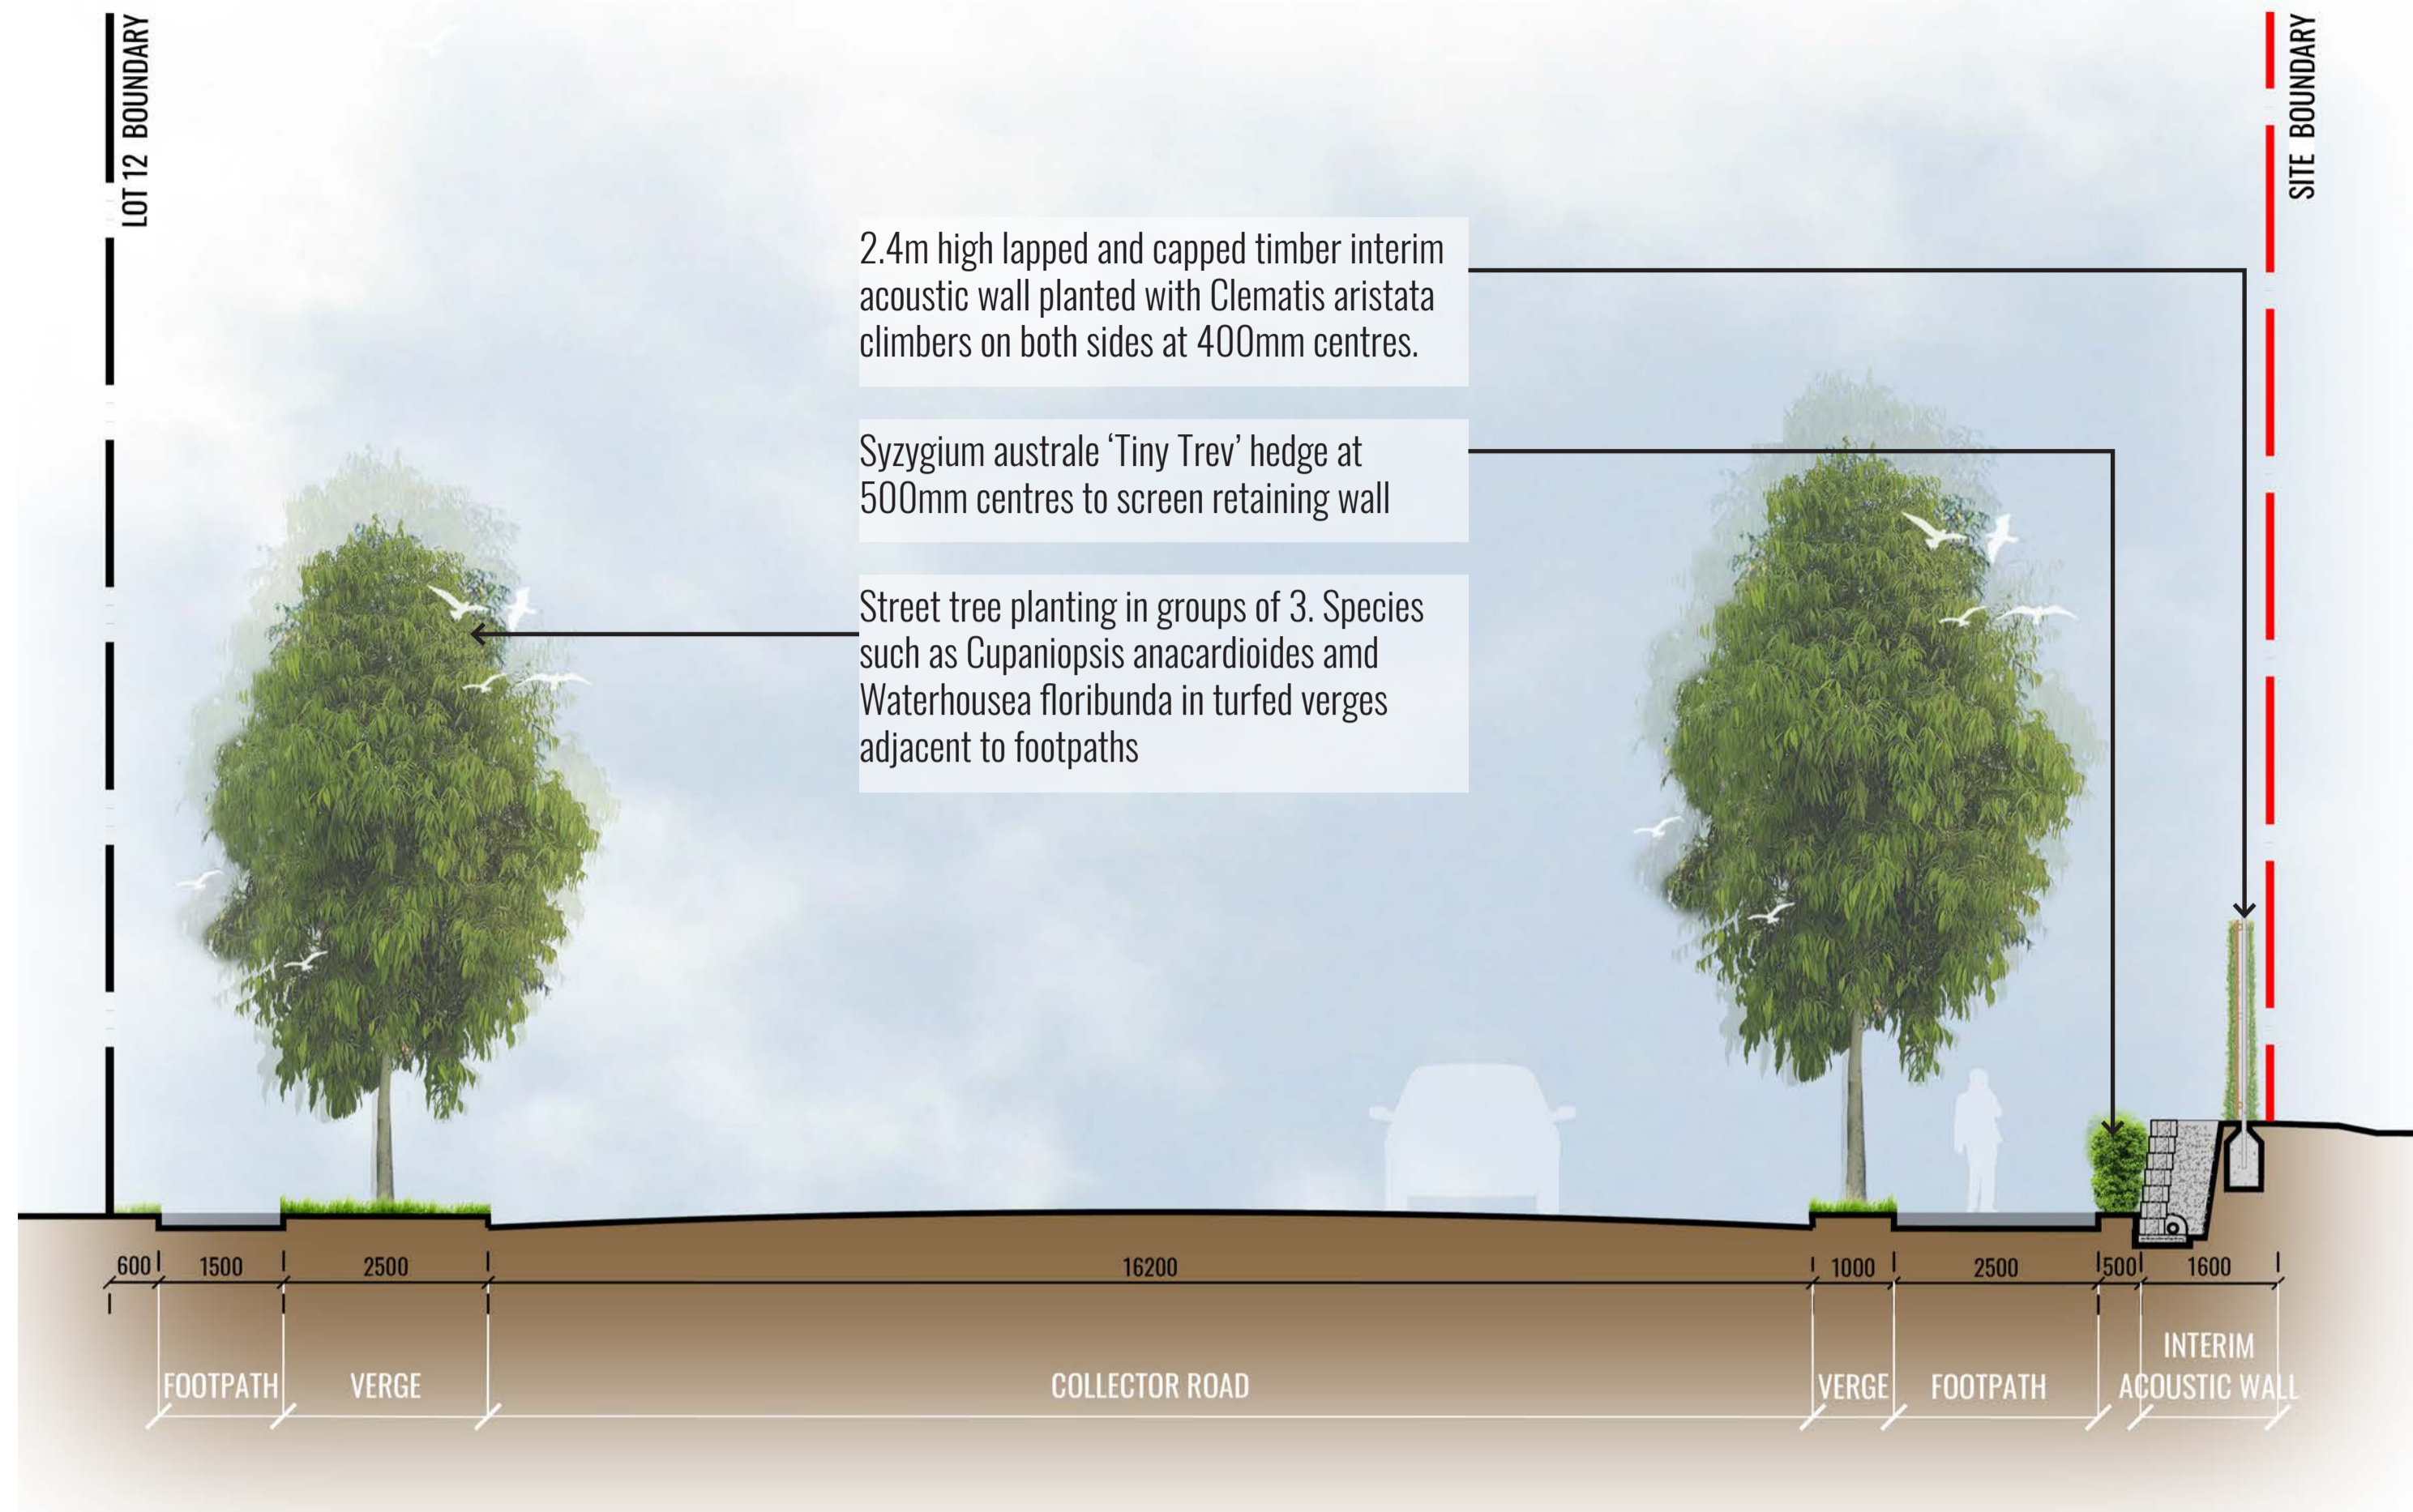 LOT 12 BOUNDARY
SITE BOUNDARY
2.4m high lapped and capped timber interim
acoustic wall planted with Clematis aristata
climbers on both sides at 400mm centres.
Syzygium australe ‘Tiny Trev’ hedge at
500mm centres to screen retaining wall
Street tree planting in groups of 3. Species
such as Cupaniopsis anacardioides amd
Waterhousea floribunda in turfed verges
adjacent to footpaths
600 1500 2500 16200 1000 2500 500 1600
FOOTPATH VERGE COLLECTOR ROAD VERGE FOOTPATH INTERIM
ACOUSTIC WALL